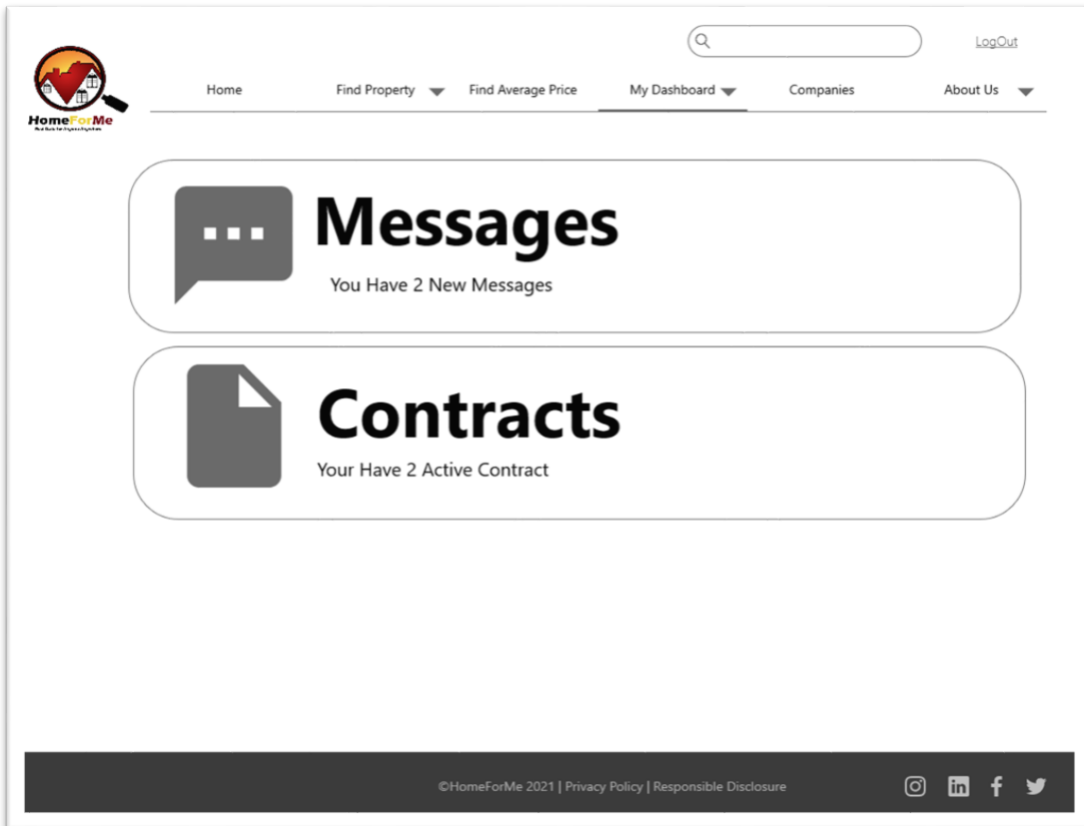 LogOut
Home Find Property Find Average Price My Dashboard Companies About Us
HomeForMe
Messages
You Have 2 New Messages
Contracts
Your Have 2 Active Contract
©HomeForMe 2021 | Privacy Policy | Responsible Disclosure